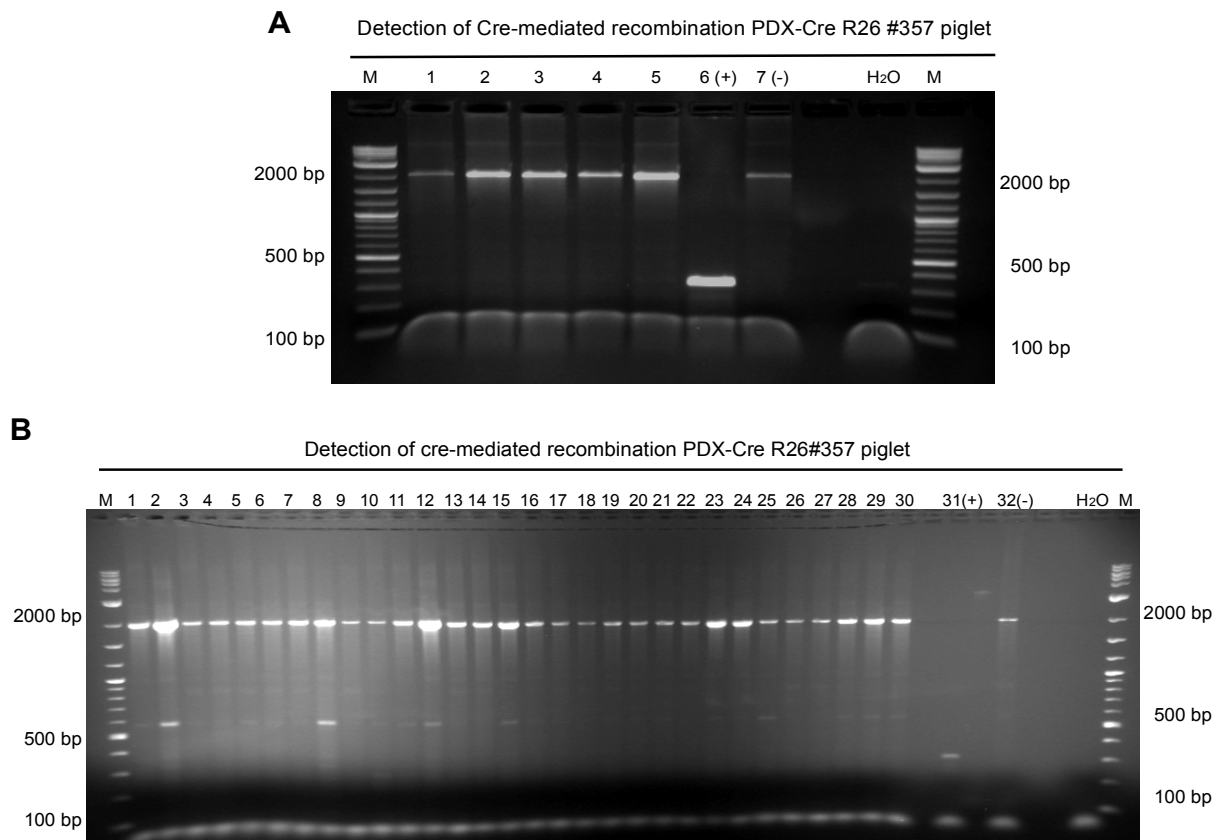 A
Detection of Cre-mediated recombination PDX-Cre R26 #357 piglet
M 1 2 3 4 5 6 (+) 7 (-) H2O M
2000 bp 2000 bp
500 bp 500 bp
100 bp 100 bp
B
Detection of cre-mediated recombination PDX-Cre R26#357 piglet
M 1 2 3 4 5 6 7 8 9 10 11 12 13 14 15 16 17 18 19 20 21 22 23 24 25 26 27 28 29 30 31(+) 32(-) H2O M
2000 bp 2000 bp
500 bp 500 bp
100 bp 100 bp